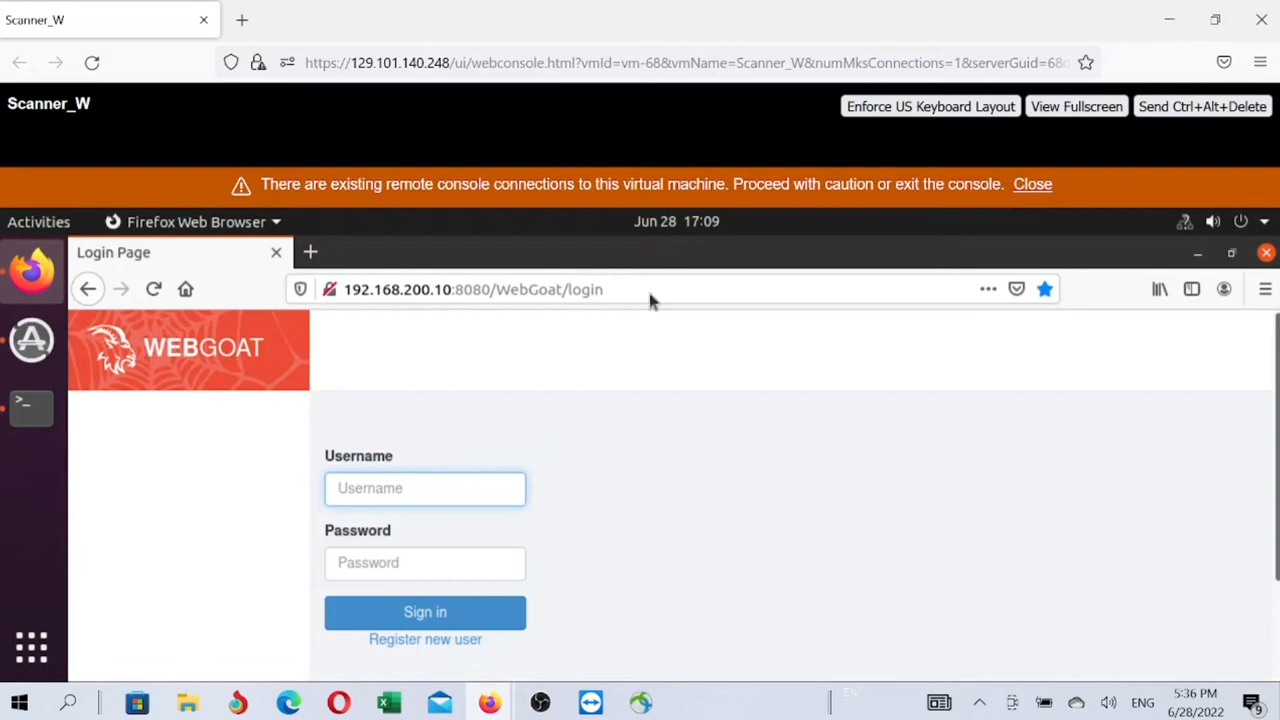 Scanner_W
https://129.101.140.248/ui/webconsole.html?vmId=vm-68&vmName=Scanner_W&numMksConnections=1&serverGuid=68
Scanner_W
Enforce US Keyboard Layout
View Fullscreen
Send Ctrl+Alt+Delete
There are existing remote console connections to this virtual machine. Proceed with caution or exit the console. Close
Activities
Firefox Web Browser
Jun 28 17:09
Login Page
192.168.200.10:8080/WebGoat/login
WEBGOAT
Username
Username
Password
Password
Sign in
Register new user
EN
ENG
5:36 PM
6/28/2022
9